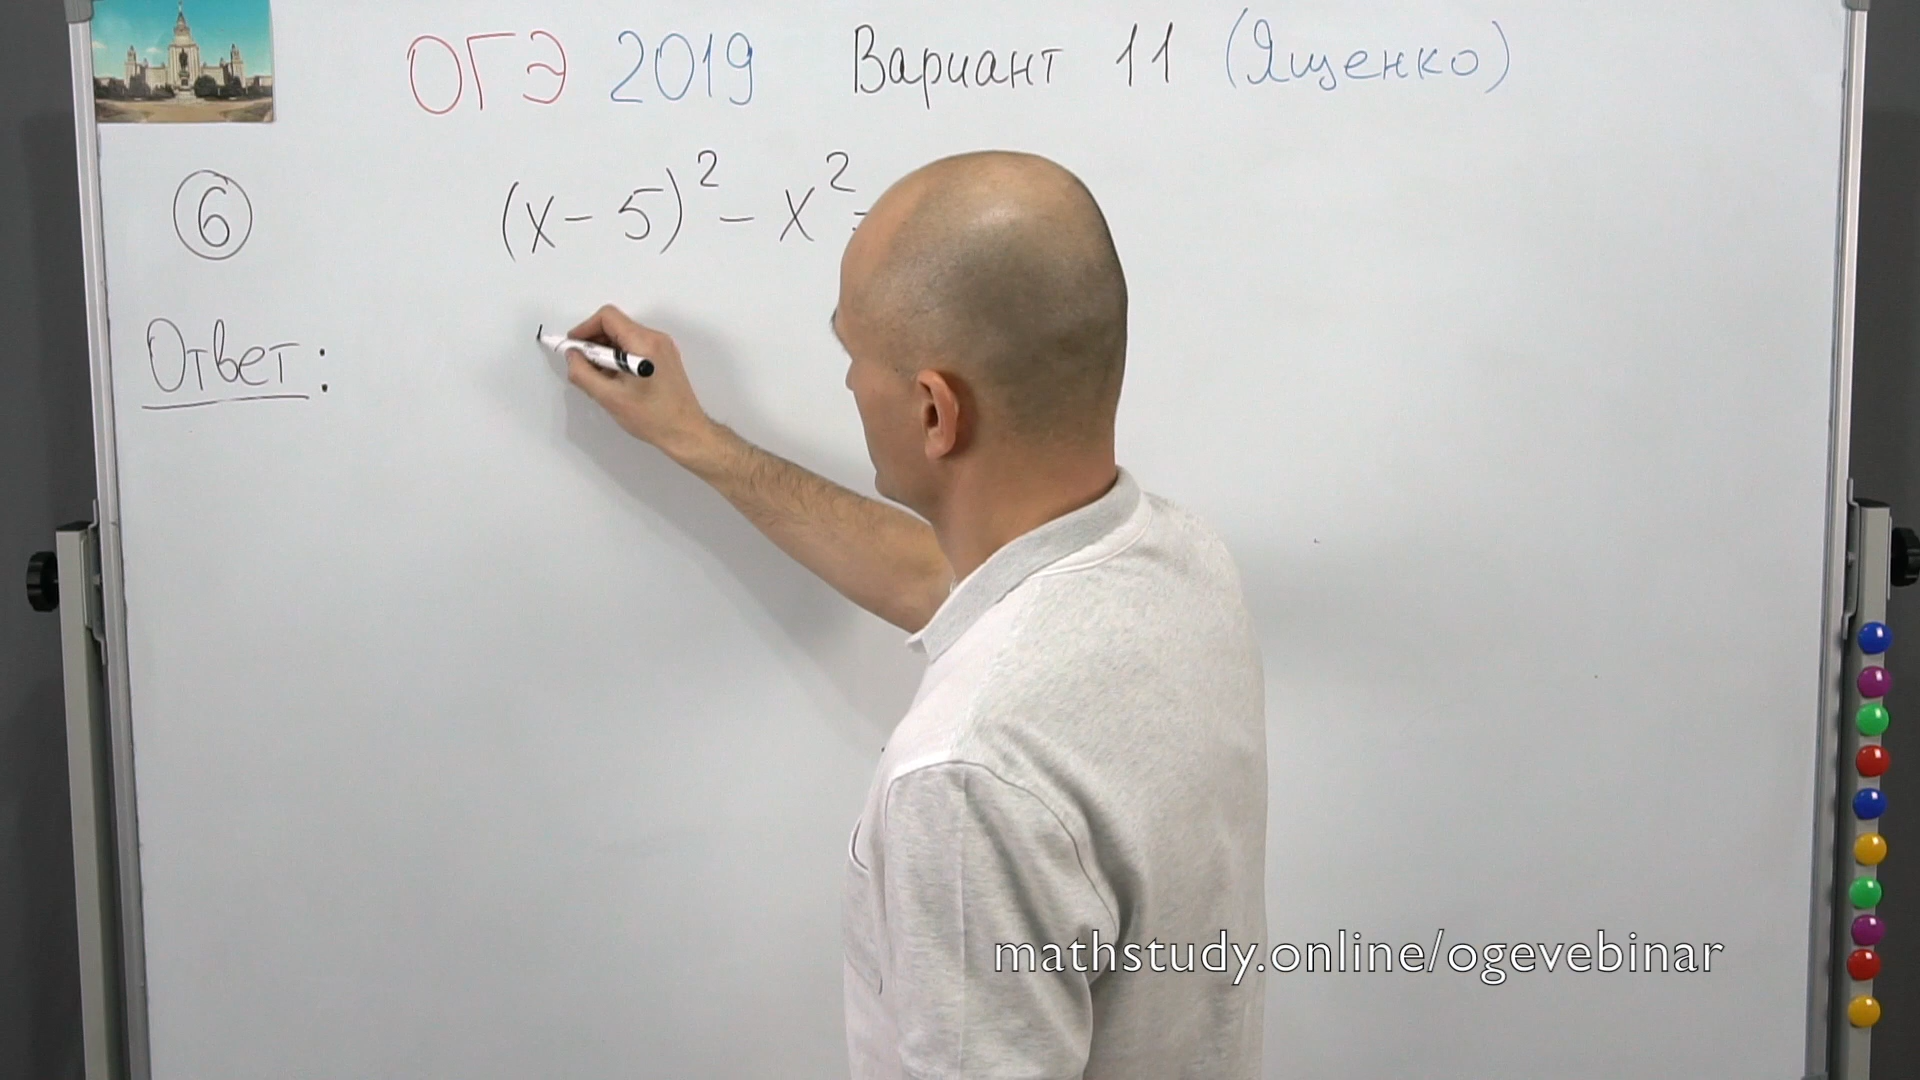 ОГЭ 2019 Вариант 11 (Ященко)
6
(x - 5)² - x²
Ответ:
mathstudy.online/ogevebinar